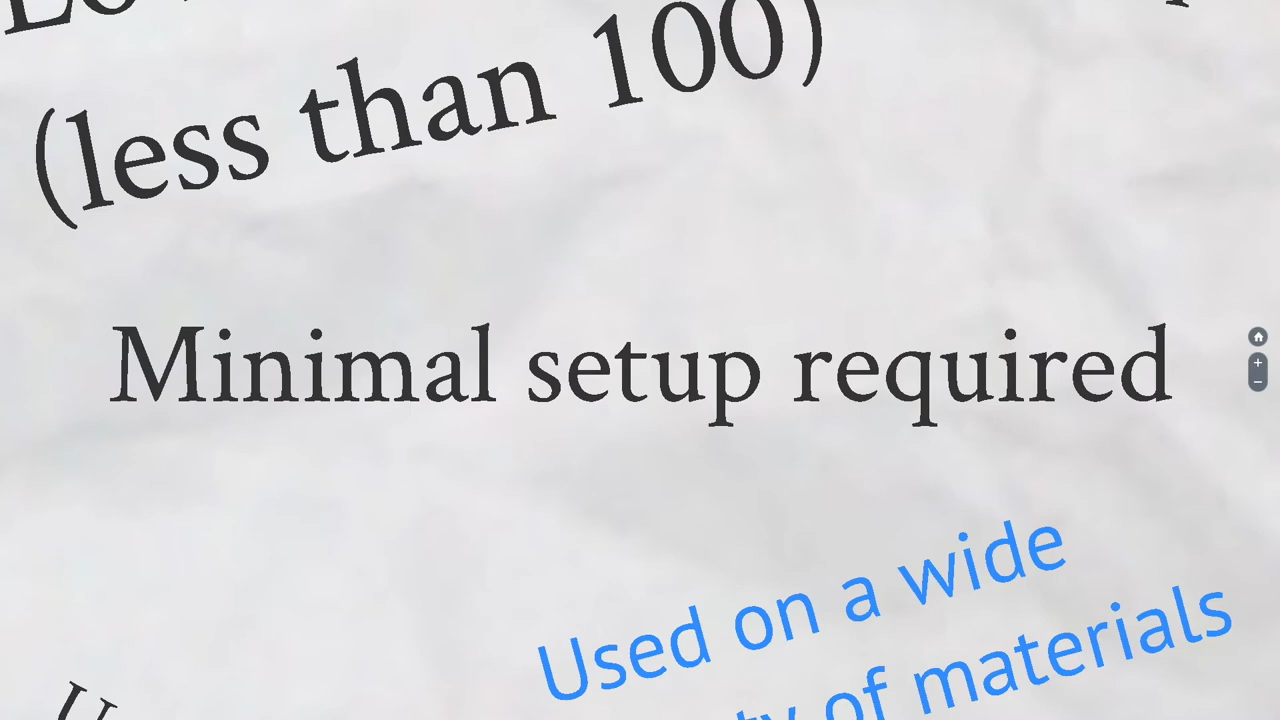 (less than 100)
Minimal setup required
Used on a wide
of materials